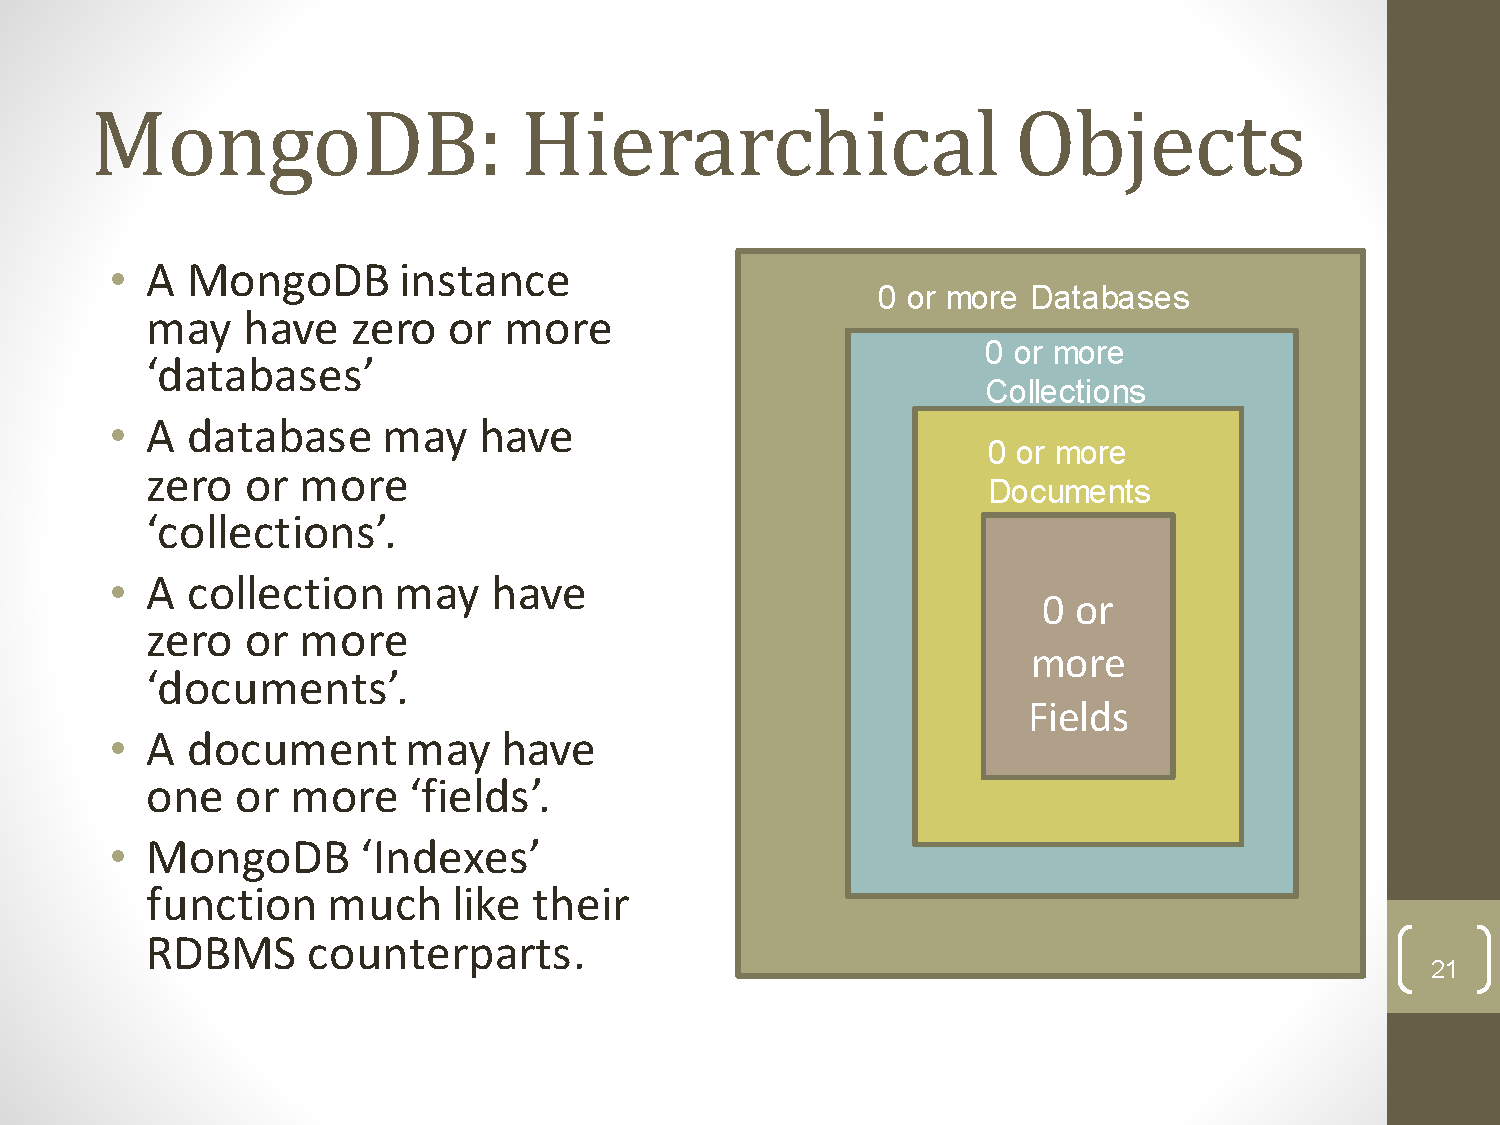 MongoDB: Hierarchical Objects
• A MongoDB instance
may have zero or more
‘databases’
• A database may have
zero or more
‘collections’.
• A collection may have
zero or more
‘documents’.
• A document may have
one or more ‘fields’.
• MongoDB ‘Indexes’
function much like their
RDBMS counterparts.
0 or more Databases
0 or more
Collections
0 or more
Documents
0 or
more
Fields
21